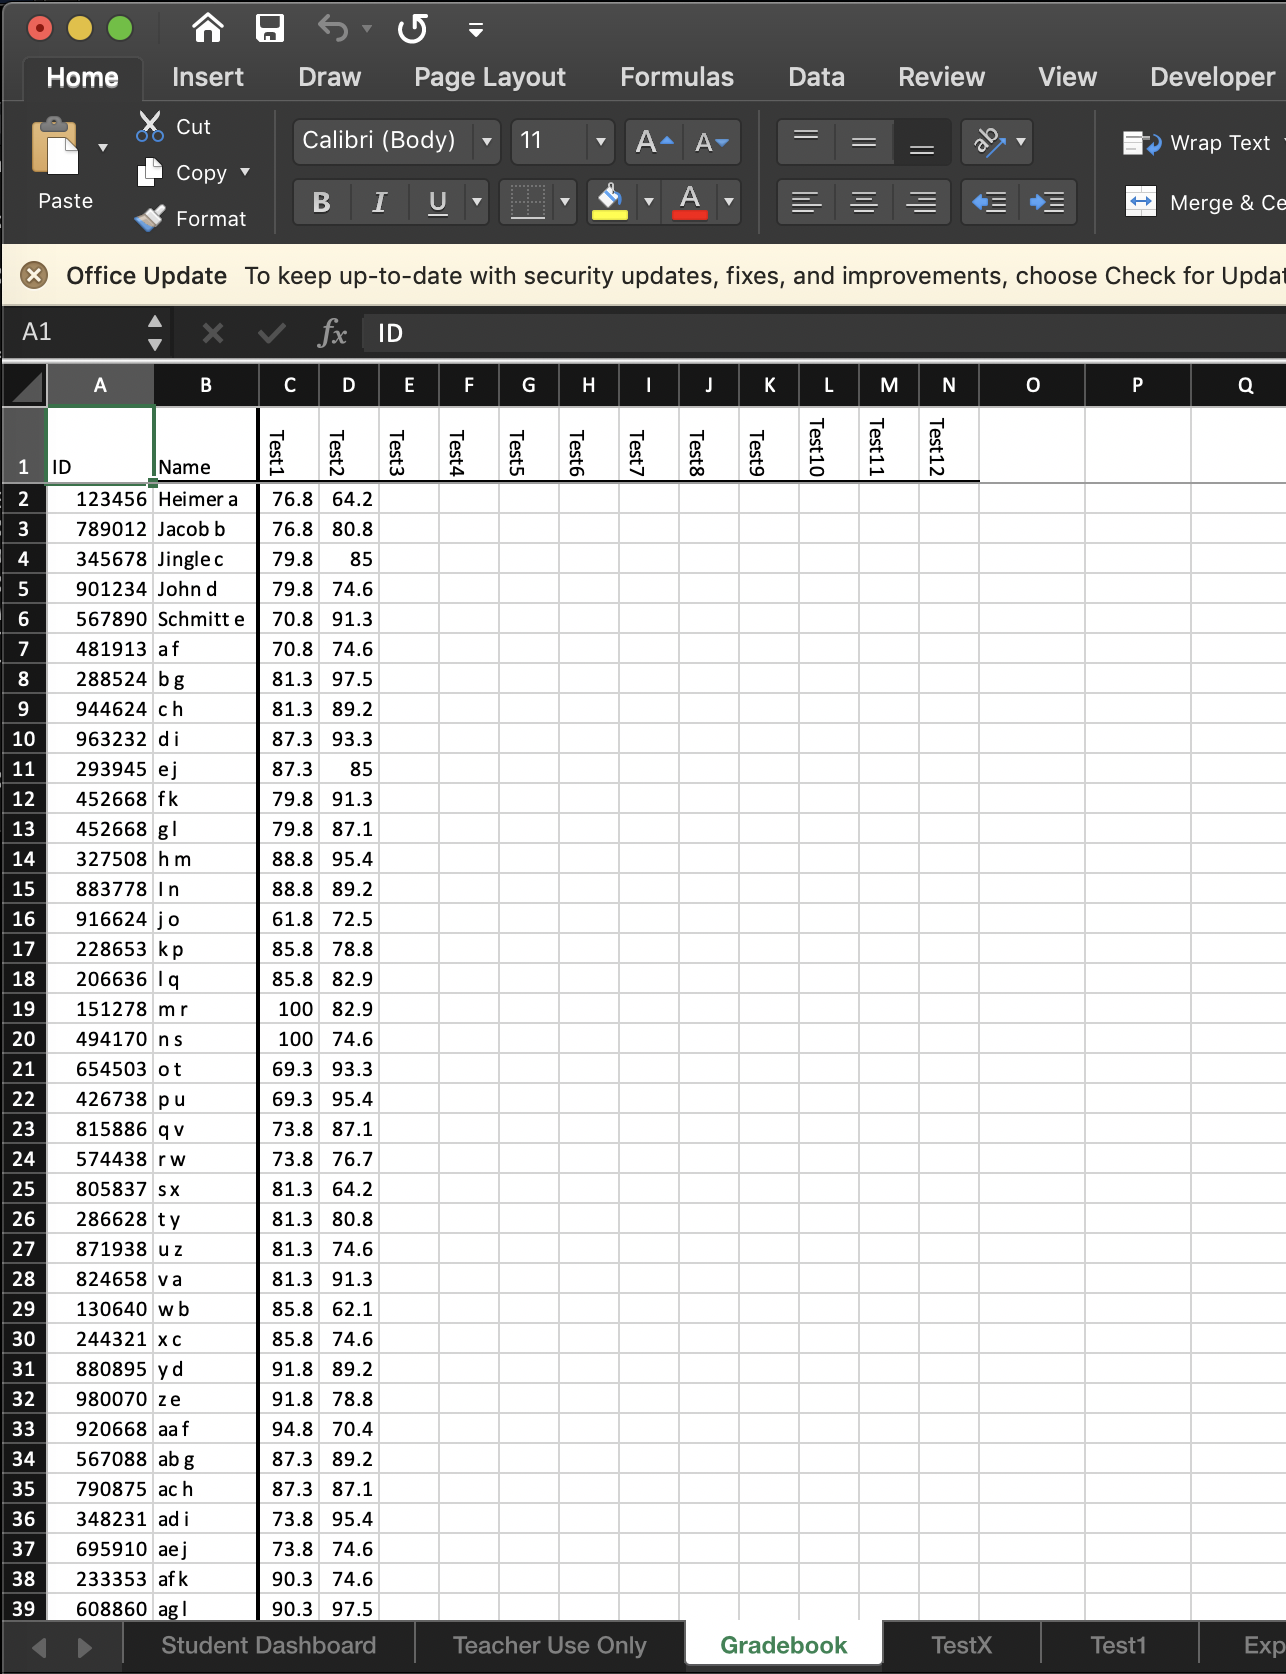 Home Insert Draw Page Layout Formulas Data Review View Developer
Paste
Cut
Copy
Format
Calibri (Body) 11 A A
B I U A
ab
Wrap Text
Merge & Ce
Office Update To keep up-to-date with security updates, fixes, and improvements, choose Check for Updat
A1 fx ID
A B C D E F G H I J K L M N O P Q
1 ID Name Test1 Test2 Test3 Test4 Test5 Test6 Test7 Test8 Test9 Test10 Test11 Test12
2 123456 Heimer a 76.8 64.2
3 789012 Jacob b 76.8 80.8
4 345678 Jingle c 79.8 85
5 901234 John d 79.8 74.6
6 567890 Schmitt e 70.8 91.3
7 481913 a f 70.8 74.6
8 288524 b g 81.3 97.5
9 944624 c h 81.3 89.2
10 963232 d i 87.3 93.3
11 293945 e j 87.3 85
12 452668 f k 79.8 91.3
13 452668 g l 79.8 87.1
14 327508 h m 88.8 95.4
15 883778 I n 88.8 89.2
16 916624 j o 61.8 72.5
17 228653 k p 85.8 78.8
18 206636 l q 85.8 82.9
19 151278 m r 100 82.9
20 494170 n s 100 74.6
21 654503 o t 69.3 93.3
22 426738 p u 69.3 95.4
23 815886 q v 73.8 87.1
24 574438 r w 73.8 76.7
25 805837 s x 81.3 64.2
26 286628 t y 81.3 80.8
27 871938 u z 81.3 74.6
28 824658 v a 81.3 91.3
29 130640 w b 85.8 62.1
30 244321 x c 85.8 74.6
31 880895 y d 91.8 89.2
32 980070 z e 91.8 78.8
33 920668 aa f 94.8 70.4
34 567088 ab g 87.3 89.2
35 790875 ac h 87.3 87.1
36 348231 ad i 73.8 95.4
37 695910 ae j 73.8 74.6
38 233353 af k 90.3 74.6
39 608860 ag l 90.3 97.5
Student Dashboard Teacher Use Only Gradebook TestX Test1 Exp